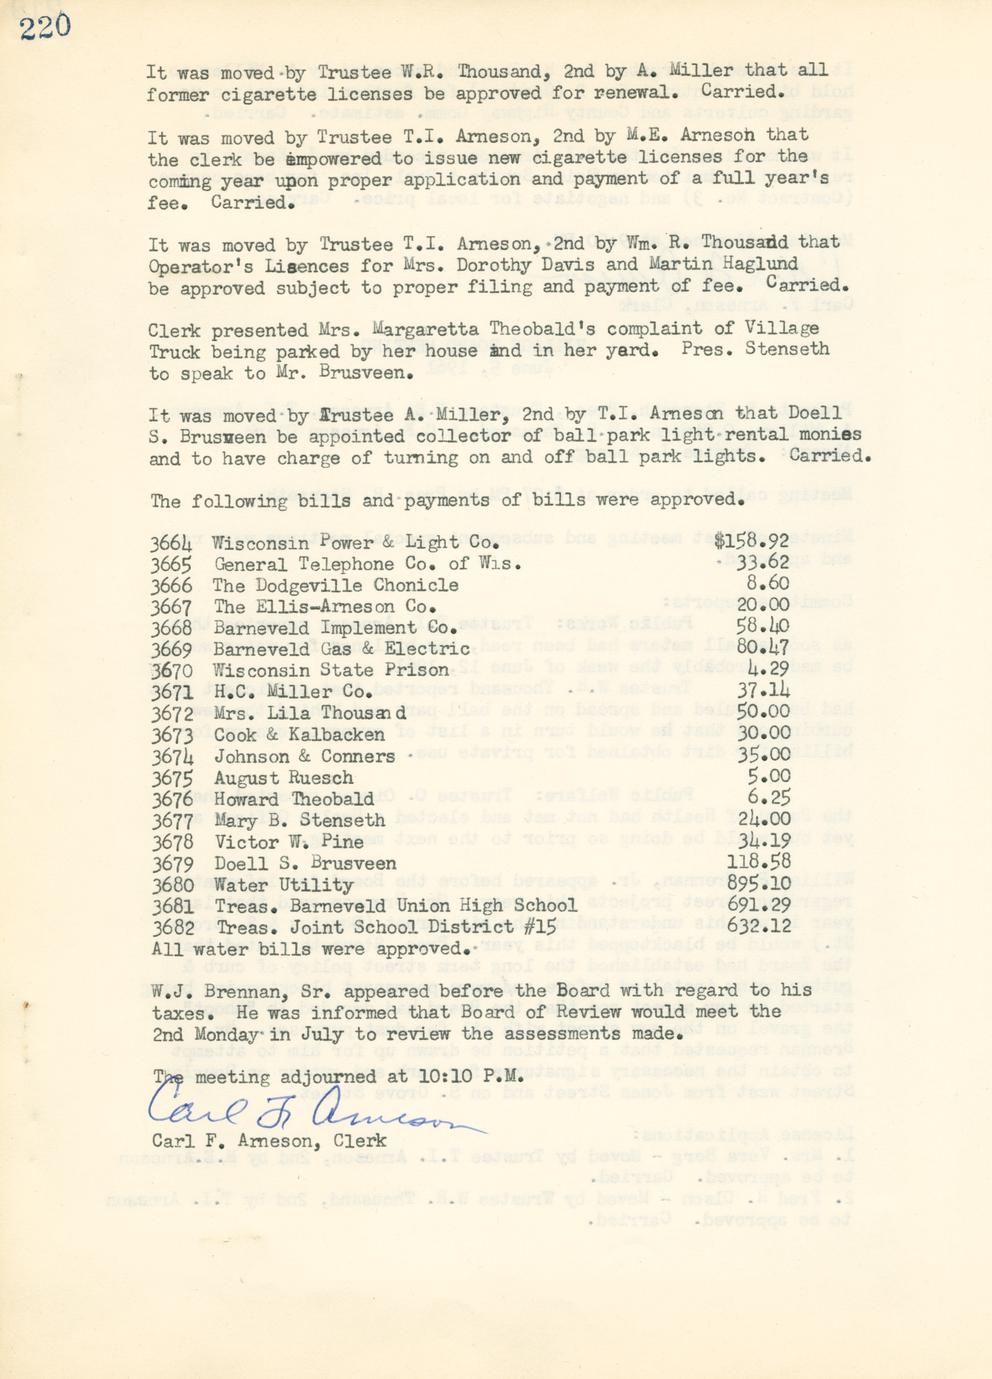 220
It was moved by Trustee W.R. Thousand, 2nd by A. Miller that all
former cigarette licenses be approved for renewal. Carried.
It was moved by Trustee T.I. Arneson, 2nd by M.E. Arneson that
the clerk be empowered to issue new cigarette licenses for the
coming year upon proper application and payment of a full year's
fee. Carried.
It was moved by Trustee T.I. Arneson, 2nd by Wm. R. Thousand that
Operator's Lisences for Mrs. Dorothy Davis and Martin Haglund
be approved subject to proper filing and payment of fee. Carried.
Clerk presented Mrs. Margaretta Theobald's complaint of Village
Truck being parked by her house and in her yard. Pres. Stenseth
to speak to Mr. Brusveen.
It was moved by Trustee A. Miller, 2nd by T.I. Arneson that Doell
S. Brusveen be appointed collector of ball park light rental monies
and to have charge of turning on and off ball park lights. Carried.
The following bills and payments of bills were approved.
3664 Wisconsin Power & Light Co. $158.92
3665 General Telephone Co. of Wis. 33.62
3666 The Dodgeville Chonicle 8.60
3667 The Ellis-Arneson Co. 20.00
3668 Barneveld Implement Co. 58.40
3669 Barneveld Gas & Electric 80.47
3670 Wisconsin State Prison 4.29
3671 H.C. Miller Co. 37.14
3672 Mrs. Lila Thousand 50.00
3673 Cook & Kalbacken 30.00
3674 Johnson & Conners 35.00
3675 August Ruesch 5.00
3676 Howard Theobald 6.25
3677 Mary B. Stenseth 24.00
3678 Victor W. Pine 34.19
3679 Doell S. Brusveen 118.58
3680 Water Utility 895.10
3681 Treas. Barneveld Union High School 691.29
3682 Treas. Joint School District #15 632.12
All water bills were approved.
W.J. Brennan, Sr. appeared before the Board with regard to his
taxes. He was informed that Board of Review would meet the
2nd Monday in July to review the assessments made.
The meeting adjourned at 10:10 P.M.
Carl F. Arneson
Carl F. Arneson, Clerk